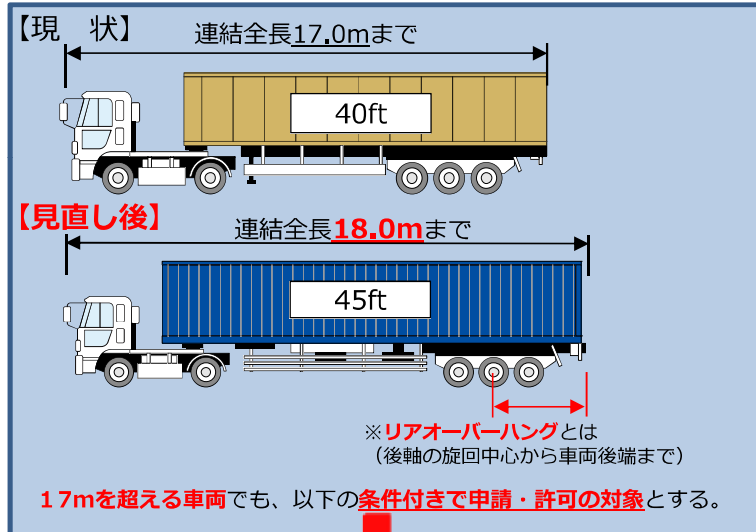 【現　状】
連結全長17.0mまで
40ft
【見直し後】
連結全長18.0mまで
45ft
※リアオーバーハングとは
（後軸の旋回中心から車両後端まで）
17mを超える車両でも、以下の条件付きで申請・許可の対象とする。